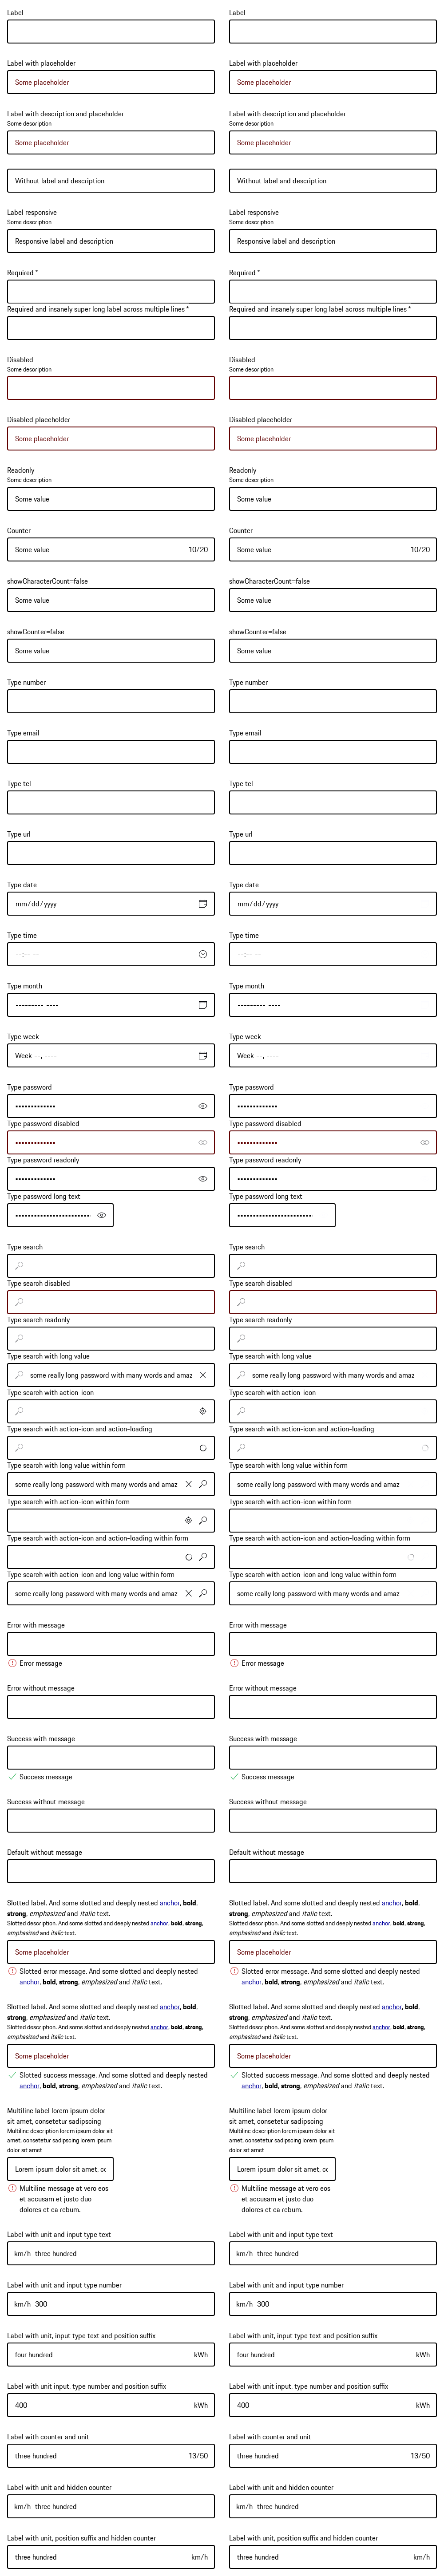 Label
Label with placeholder
Some placeholder
Label with description and placeholder
Some description
Some placeholder
Without label and description
Label responsive
Some description
Responsive label and description
Required *
Required and insanely super long label across multiple lines *
Disabled
Some description
Disabled placeholder
Some placeholder
Readonly
Some description
Some value
Counter
Some value 10/20
showCharacterCount=false
Some value
showCounter=false
Some value
Type number
Type email
Type tel
Type url
Type date
mm/dd/yyyy
Type time
--:-- --
Type month
--------- ----
Type week
Week --, ----
Type password
•••••••••••••
Type password disabled
•••••••••••••
Type password readonly
•••••••••••••
Type password long text
••••••••••••••••••••••••
Type search
Type search disabled
Type search readonly
Type search with long value
some really long password with many words and amaz
Type search with action-icon
Type search with action-icon and action-loading
Type search with long value within form
some really long password with many words and amaz
Type search with action-icon within form
Type search with action-icon and action-loading within form
Type search with action-icon and long value within form
some really long password with many words and amaz
Error with message
Error message
Error without message
Success with message
Success message
Success without message
Default without message
Slotted label. And some slotted and deeply nested anchor, bold,
strong, emphasized and italic text.
Slotted description. And some slotted and deeply nested anchor, bold, strong,
emphasized and italic text.
Some placeholder
Slotted error message. And some slotted and deeply nested
anchor, bold, strong, emphasized and italic text.
Slotted label. And some slotted and deeply nested anchor, bold,
strong, emphasized and italic text.
Slotted description. And some slotted and deeply nested anchor, bold, strong,
emphasized and italic text.
Some placeholder
Slotted success message. And some slotted and deeply nested
anchor, bold, strong, emphasized and italic text.
Multiline label lorem ipsum dolor
sit amet, consetetur sadipscing
Multiline description lorem ipsum dolor sit
amet, consetetur sadipscing lorem ipsum
dolor sit amet
Lorem ipsum dolor sit amet, cc
Multiline message at vero eos
et accusam et justo duo
dolores et ea rebum.
Label with unit and input type text
km/h three hundred
Label with unit and input type number
km/h 300
Label with unit, input type text and position suffix
four hundred kWh
Label with unit input, type number and position suffix
400 kWh
Label with counter and unit
three hundred 13/50
Label with unit and hidden counter
km/h three hundred
Label with unit, position suffix and hidden counter
three hundred km/h
Label
Label with placeholder
Some placeholder
Label with description and placeholder
Some description
Some placeholder
Without label and description
Label responsive
Some description
Responsive label and description
Required *
Required and insanely super long label across multiple lines *
Disabled
Some description
Disabled placeholder
Some placeholder
Readonly
Some description
Some value
Counter
Some value 10/20
showCharacterCount=false
Some value
showCounter=false
Some value
Type number
Type email
Type tel
Type url
Type date
mm/dd/yyyy
Type time
--:-- --
Type month
--------- ----
Type week
Week --, ----
Type password
•••••••••••••
Type password disabled
•••••••••••••
Type password readonly
•••••••••••••
Type password long text
••••••••••••••••••••••••
Type search
Type search disabled
Type search readonly
Type search with long value
some really long password with many words and amaz
Type search with action-icon
Type search with action-icon and action-loading
Type search with long value within form
some really long password with many words and amaz
Type search with action-icon within form
Type search with action-icon and action-loading within form
Type search with action-icon and long value within form
some really long password with many words and amaz
Error with message
Error message
Error without message
Success with message
Success message
Success without message
Default without message
Slotted label. And some slotted and deeply nested anchor, bold,
strong, emphasized and italic text.
Slotted description. And some slotted and deeply nested anchor, bold, strong,
emphasized and italic text.
Some placeholder
Slotted error message. And some slotted and deeply nested
anchor, bold, strong, emphasized and italic text.
Slotted label. And some slotted and deeply nested anchor, bold,
strong, emphasized and italic text.
Slotted description. And some slotted and deeply nested anchor, bold, strong,
emphasized and italic text.
Some placeholder
Slotted success message. And some slotted and deeply nested
anchor, bold, strong, emphasized and italic text.
Multiline label lorem ipsum dolor
sit amet, consetetur sadipscing
Multiline description lorem ipsum dolor sit
amet, consetetur sadipscing lorem ipsum
dolor sit amet
Lorem ipsum dolor sit amet, cc
Multiline message at vero eos
et accusam et justo duo
dolores et ea rebum.
Label with unit and input type text
km/h three hundred
Label with unit and input type number
km/h 300
Label with unit, input type text and position suffix
four hundred kWh
Label with unit input, type number and position suffix
400 kWh
Label with counter and unit
three hundred 13/50
Label with unit and hidden counter
km/h three hundred
Label with unit, position suffix and hidden counter
three hundred km/h